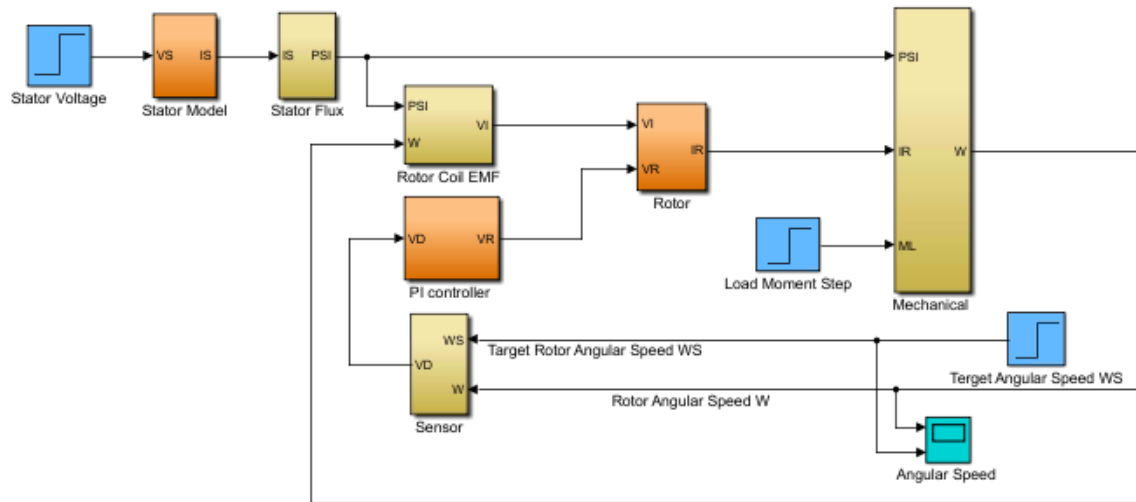 VS
IS
Stator Voltage
Stator Model
IS
PSI
Stator Flux
PSI
W
VI
Rotor Coil EMF
VI
VR
IR
Rotor
PSI
IR
ML
W
Mechanical
VD
VR
PI controller
Load Moment Step
WS
VD
W
Sensor
Target Rotor Angular Speed WS
Terget Angular Speed WS
Rotor Angular Speed W
Angular Speed